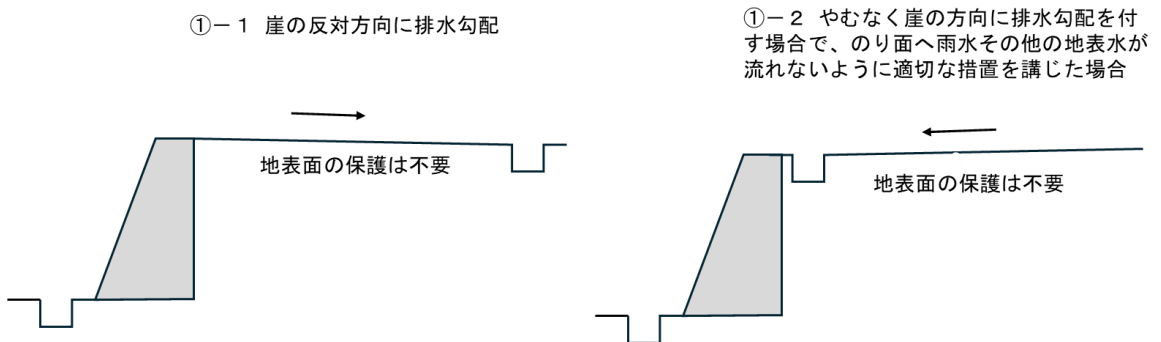 ①－１ 崖の反対方向に排水勾配
地表面の保護は不要
①－２ やむなく崖の方向に排水勾配を付
す場合で、のり面へ雨水その他の地表水が
流れないように適切な措置を講じた場合
地表面の保護は不要